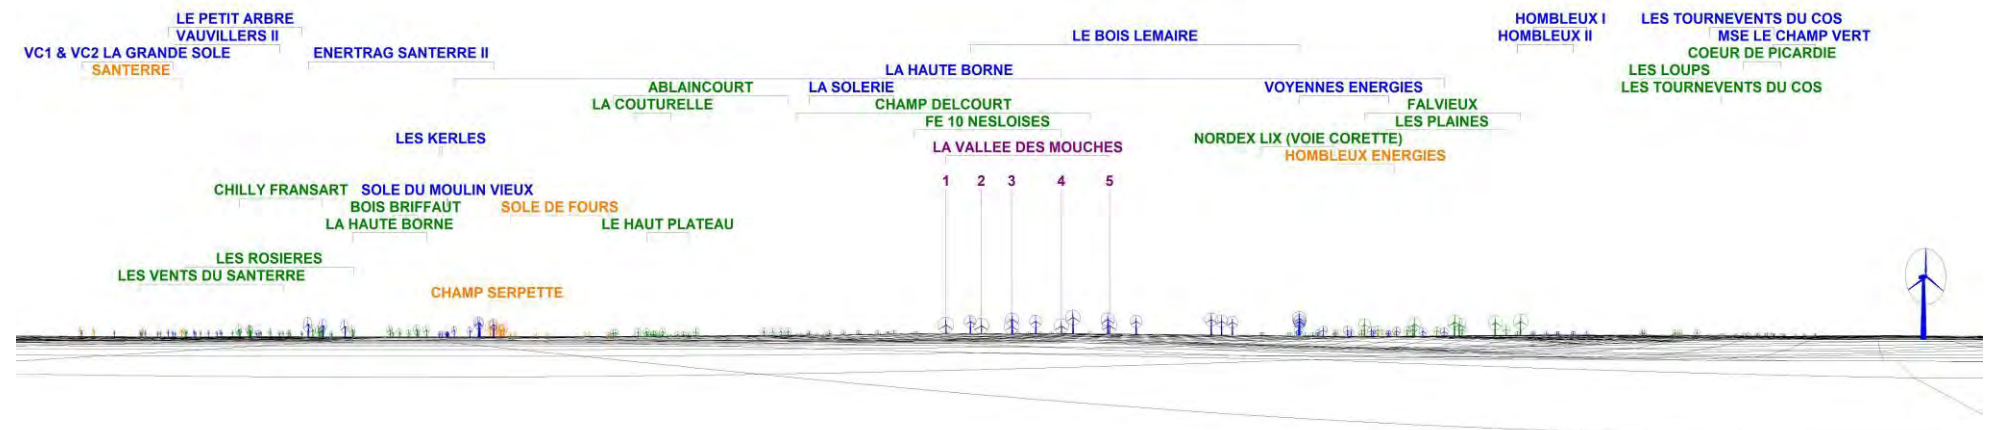 LE PETIT ARBRE
VAUVILLERS II
VC1 & VC2 LA GRANDE SOLE
SANTERRE
ENERTRAG SANTERRE II
LE BOIS LEMAIRE
HOMBLEUX I
HOMBLEUX II
LES TOURNEVENTS DU COS
MSE LE CHAMP VERT
COEUR DE PICARDIE
LES LOUPS
LES TOURNEVENTS DU COS
LA HAUTE BORNE
ABLAINCOURT
LA SOLERIE
VOYENNES ENERGIES
LA COUTURELLE
CHAMP DELCOURT
FALVIEUX
FE 10 NESLOISES
LES PLAINES
LES KERLES
NORDEX LIX (VOIE CORETTE)
LA VALLEE DES MOUCHES
HOMBLEUX ENERGIES
1 2 3 4 5
CHILLY FRANSART
SOLE DU MOULIN VIEUX
BOIS BRIFFAUT
SOLE DE FOURS
LA HAUTE BORNE
LE HAUT PLATEAU
LES ROSIERES
LES VENTS DU SANTERRE
CHAMP SERPETTE